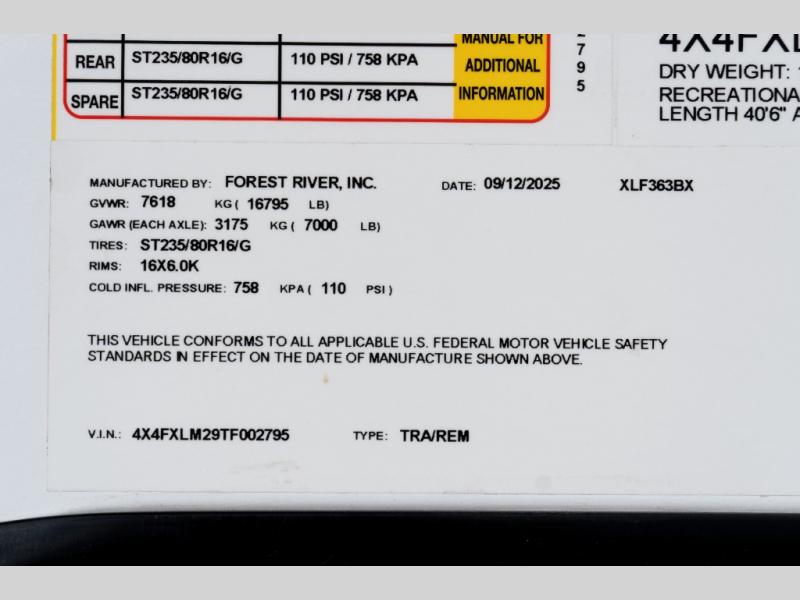 MANUAL FOR
REAR ST235/80R16/G 110 PSI / 758 KPA ADDITIONAL
SPARE ST235/80R16/G 110 PSI / 758 KPA INFORMATION
7
9
5
DRY WEIGHT:
RECREATIONA
LENGTH 40'6" A
MANUFACTURED BY: FOREST RIVER, INC. DATE: 09/12/2025 XLF363BX
GVWR: 7618 KG ( 16795 LB)
GAWR (EACH AXLE): 3175 KG ( 7000 LB)
TIRES: ST235/80R16/G
RIMS: 16X6.0K
COLD INFL. PRESSURE: 758 KPA ( 110 PSI )
THIS VEHICLE CONFORMS TO ALL APPLICABLE U.S. FEDERAL MOTOR VEHICLE SAFETY
STANDARDS IN EFFECT ON THE DATE OF MANUFACTURE SHOWN ABOVE.
V.I.N.: 4X4FXLM29TF002795 TYPE: TRA/REM